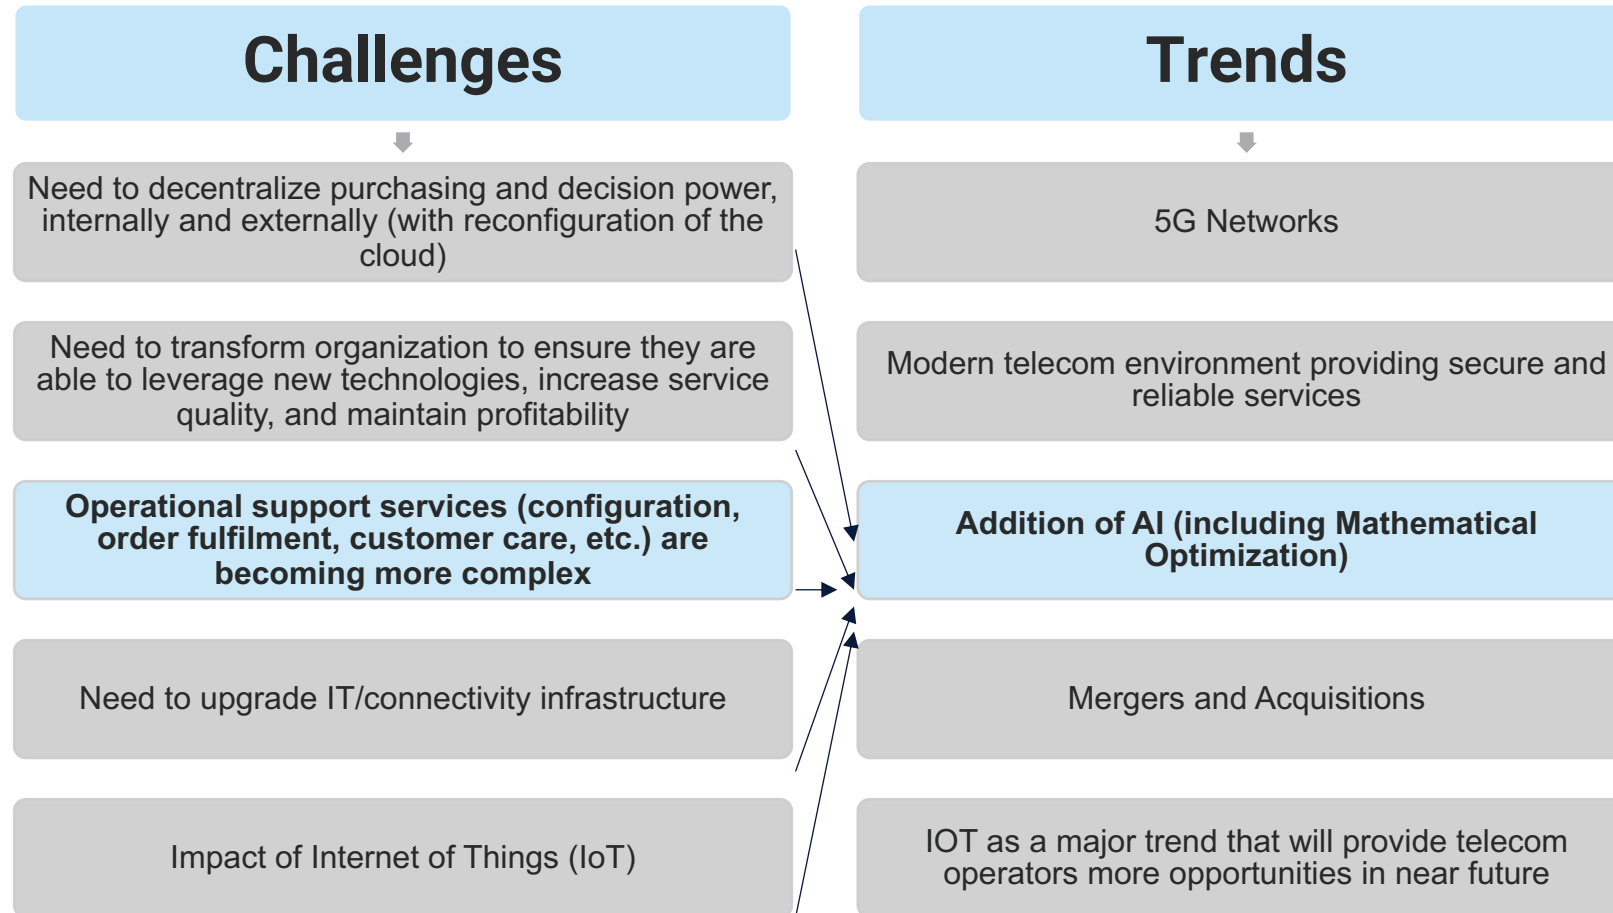 Challenges
Need to decentralize purchasing and decision power,
internally and externally (with reconfiguration of the
cloud)
Need to transform organization to ensure they are
able to leverage new technologies, increase service
quality, and maintain profitability
Operational support services (configuration,
order fulfilment, customer care, etc.) are
becoming more complex
Need to upgrade IT/connectivity infrastructure
Impact of Internet of Things (IoT)
Trends
5G Networks
Modern telecom environment providing secure and
reliable services
Addition of AI (including Mathematical
Optimization)
Mergers and Acquisitions
IOT as a major trend that will provide telecom
operators more opportunities in near future